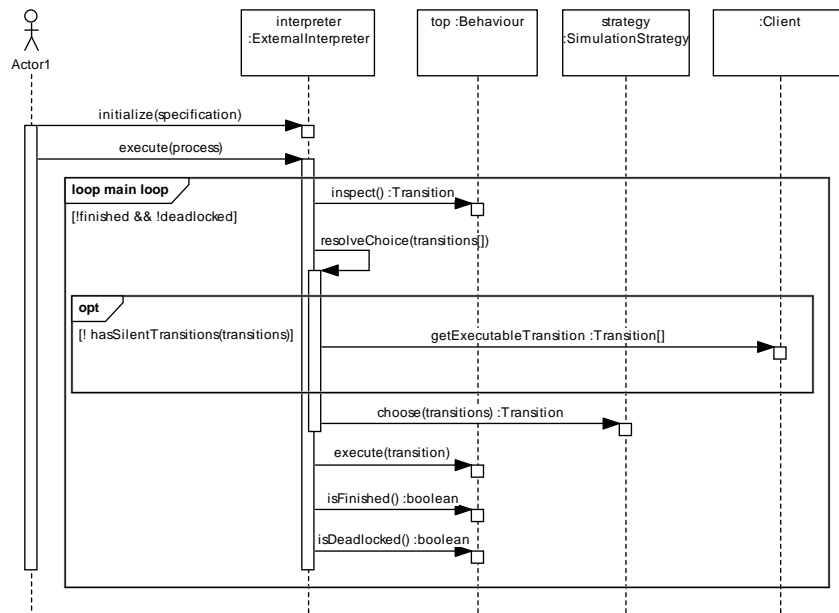 interpreter
:ExternalInterpreter
top :Behaviour
strategy
:SimulationStrategy
:Client
Actor1
initialize(specification)
execute(process)
loop main loop
[!finished && !deadlocked]
inspect() :Transition
resolveChoice(transitions[])
opt
[! hasSilentTransitions(transitions)]
getExecutableTransition :Transition[]
choose(transitions) :Transition
execute(transition)
isFinished() :boolean
isDeadlocked() :boolean